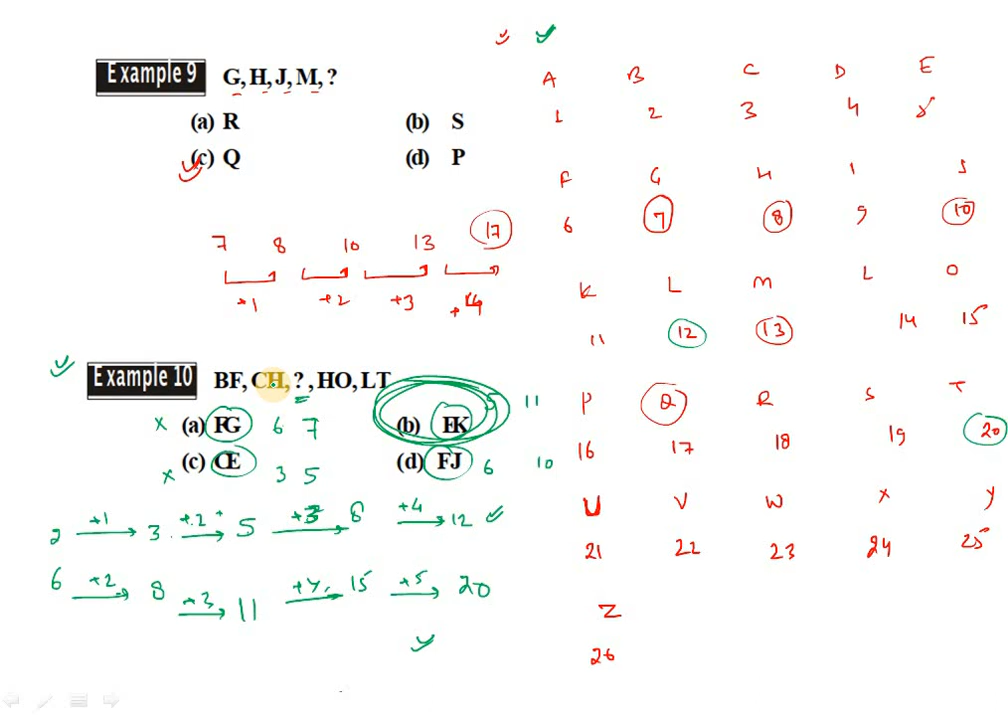 Example 9 G, H, J, M, ?
(a) R (b) S
(c) Q (d) P
7 8 10 13 17
+1 +2 +3 +4
Example 10 BF, CH, ? , HO, LT
(a) FG 6 7 (b) EK 5 11
(c) CE 3 5 (d) FJ 6 10
2 +1 3 +2 5 +3 8 +4 12
6 +2 8 +3 11 +4 15 +5 20
A B C D E
1 2 3 4 5
F G H I J
6 7 8 9 10
K L M L O
11 12 13 14 15
P Q R S T
16 17 18 19 20
U V W X Y
21 22 23 24 25
Z
26